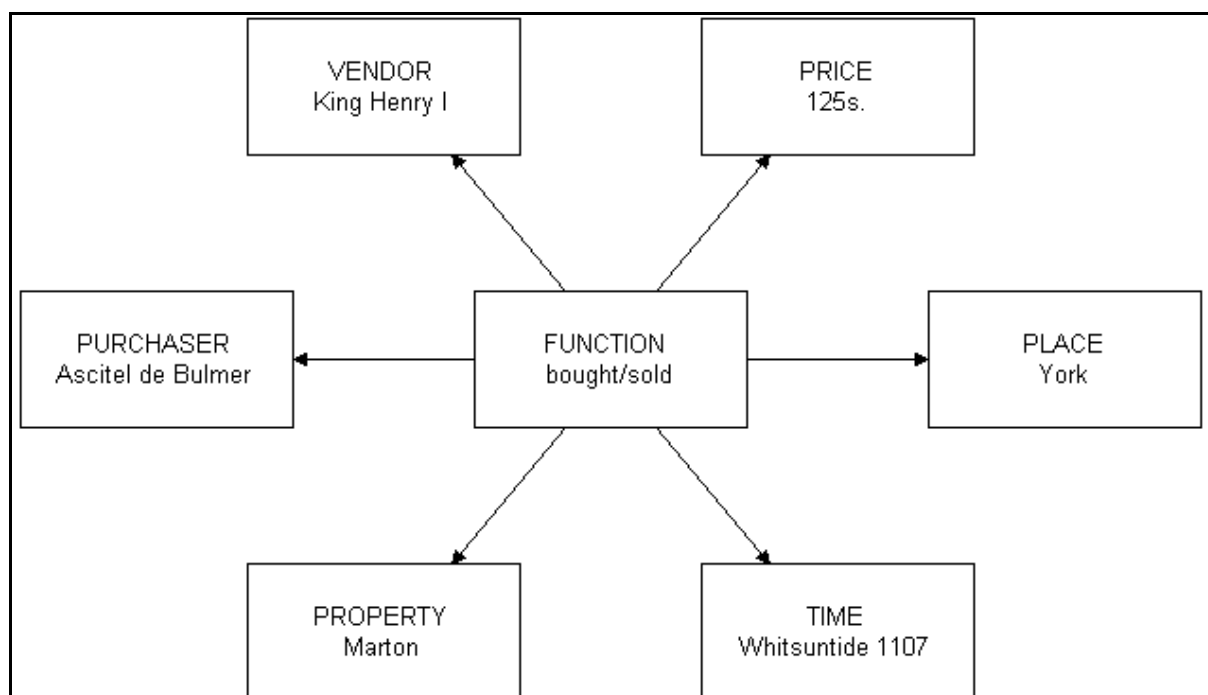 VENDOR
King Henry I
PRICE
125s.
PURCHASER
Ascitel de Bulmer
FUNCTION
bought/sold
PLACE
York
PROPERTY
Marton
TIME
Whitsuntide 1107